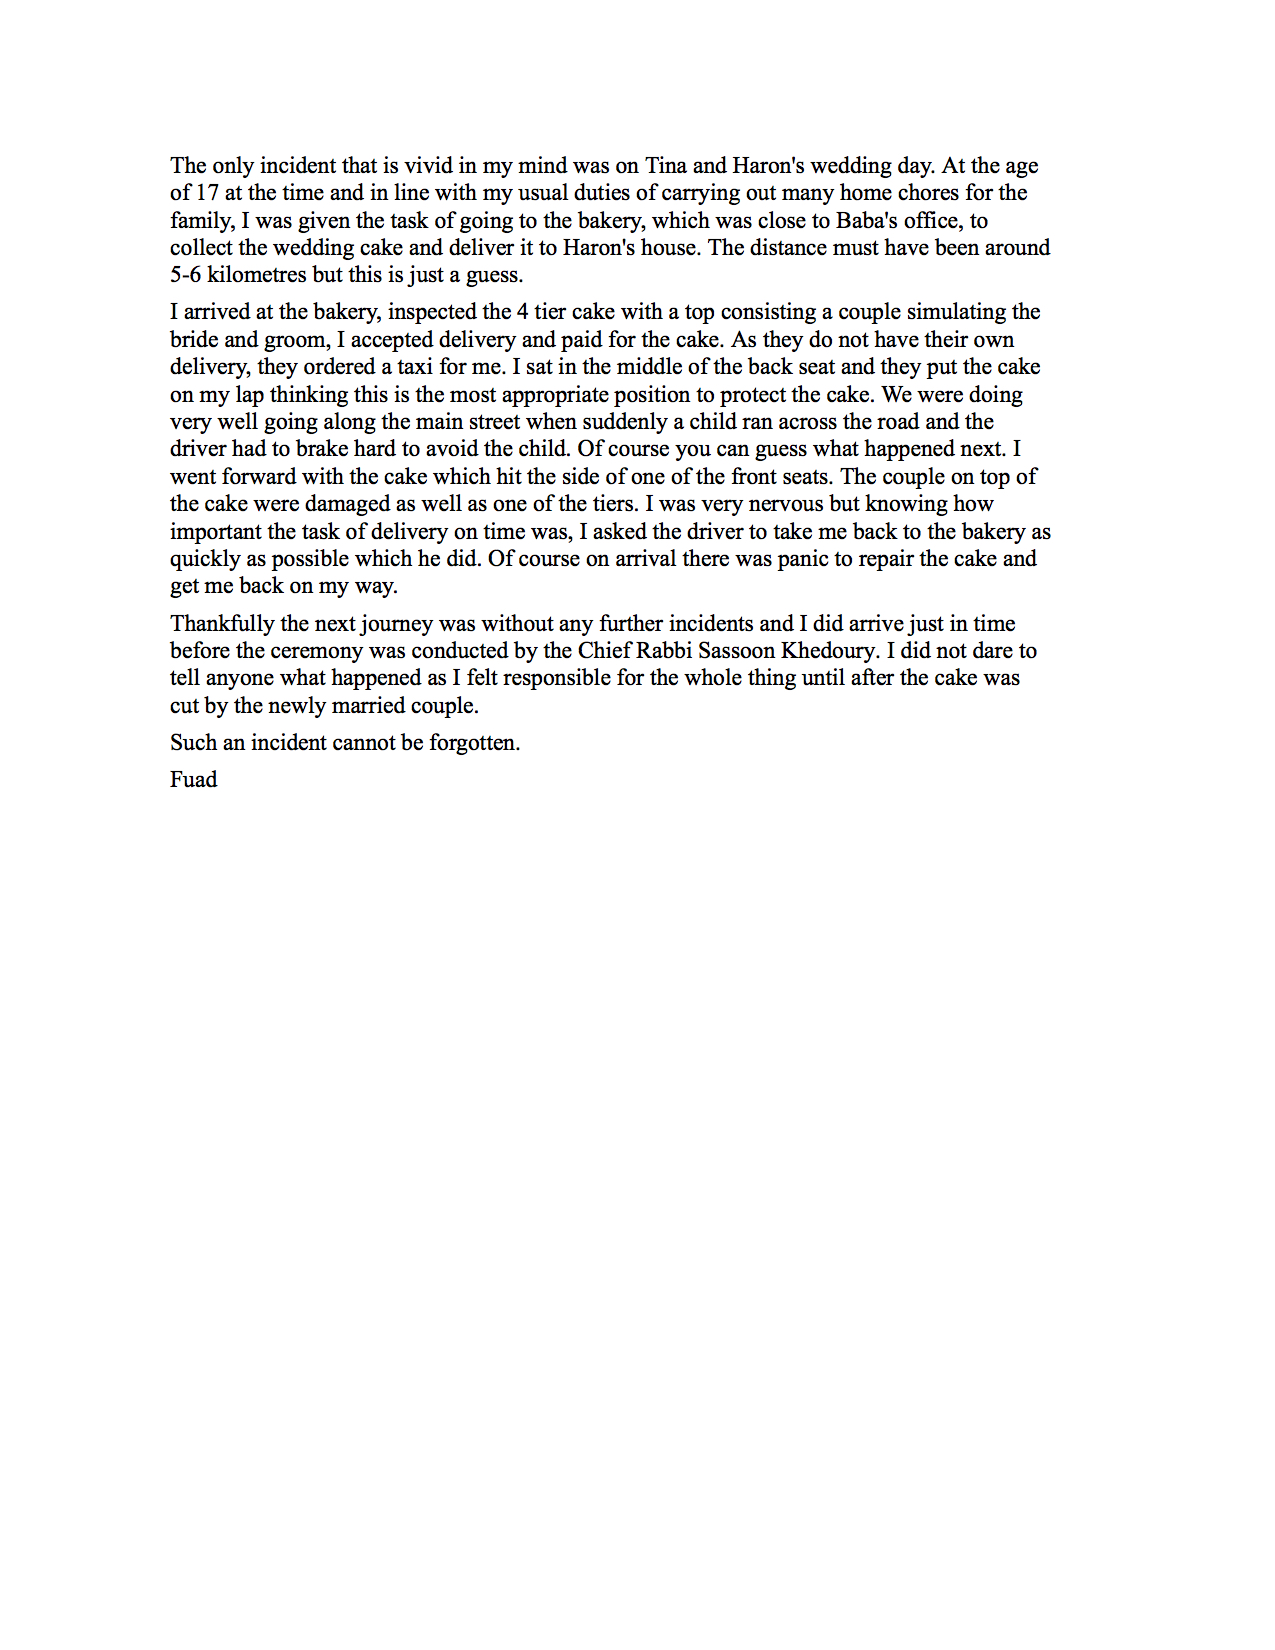 The only incident that is vivid in my mind was on Tina and Haron's wedding day. At the age
of 17 at the time and in line with my usual duties of carrying out many home chores for the
family, I was given the task of going to the bakery, which was close to Baba's office, to
collect the wedding cake and deliver it to Haron's house. The distance must have been around
5-6 kilometres but this is just a guess.
I arrived at the bakery, inspected the 4 tier cake with a top consisting a couple simulating the
bride and groom, I accepted delivery and paid for the cake. As they do not have their own
delivery, they ordered a taxi for me. I sat in the middle of the back seat and they put the cake
on my lap thinking this is the most appropriate position to protect the cake. We were doing
very well going along the main street when suddenly a child ran across the road and the
driver had to brake hard to avoid the child. Of course you can guess what happened next. I
went forward with the cake which hit the side of one of the front seats. The couple on top of
the cake were damaged as well as one of the tiers. I was very nervous but knowing how
important the task of delivery on time was, I asked the driver to take me back to the bakery as
quickly as possible which he did. Of course on arrival there was panic to repair the cake and
get me back on my way.
Thankfully the next journey was without any further incidents and I did arrive just in time
before the ceremony was conducted by the Chief Rabbi Sassoon Khedoury. I did not dare to
tell anyone what happened as I felt responsible for the whole thing until after the cake was
cut by the newly married couple.
Such an incident cannot be forgotten.
Fuad